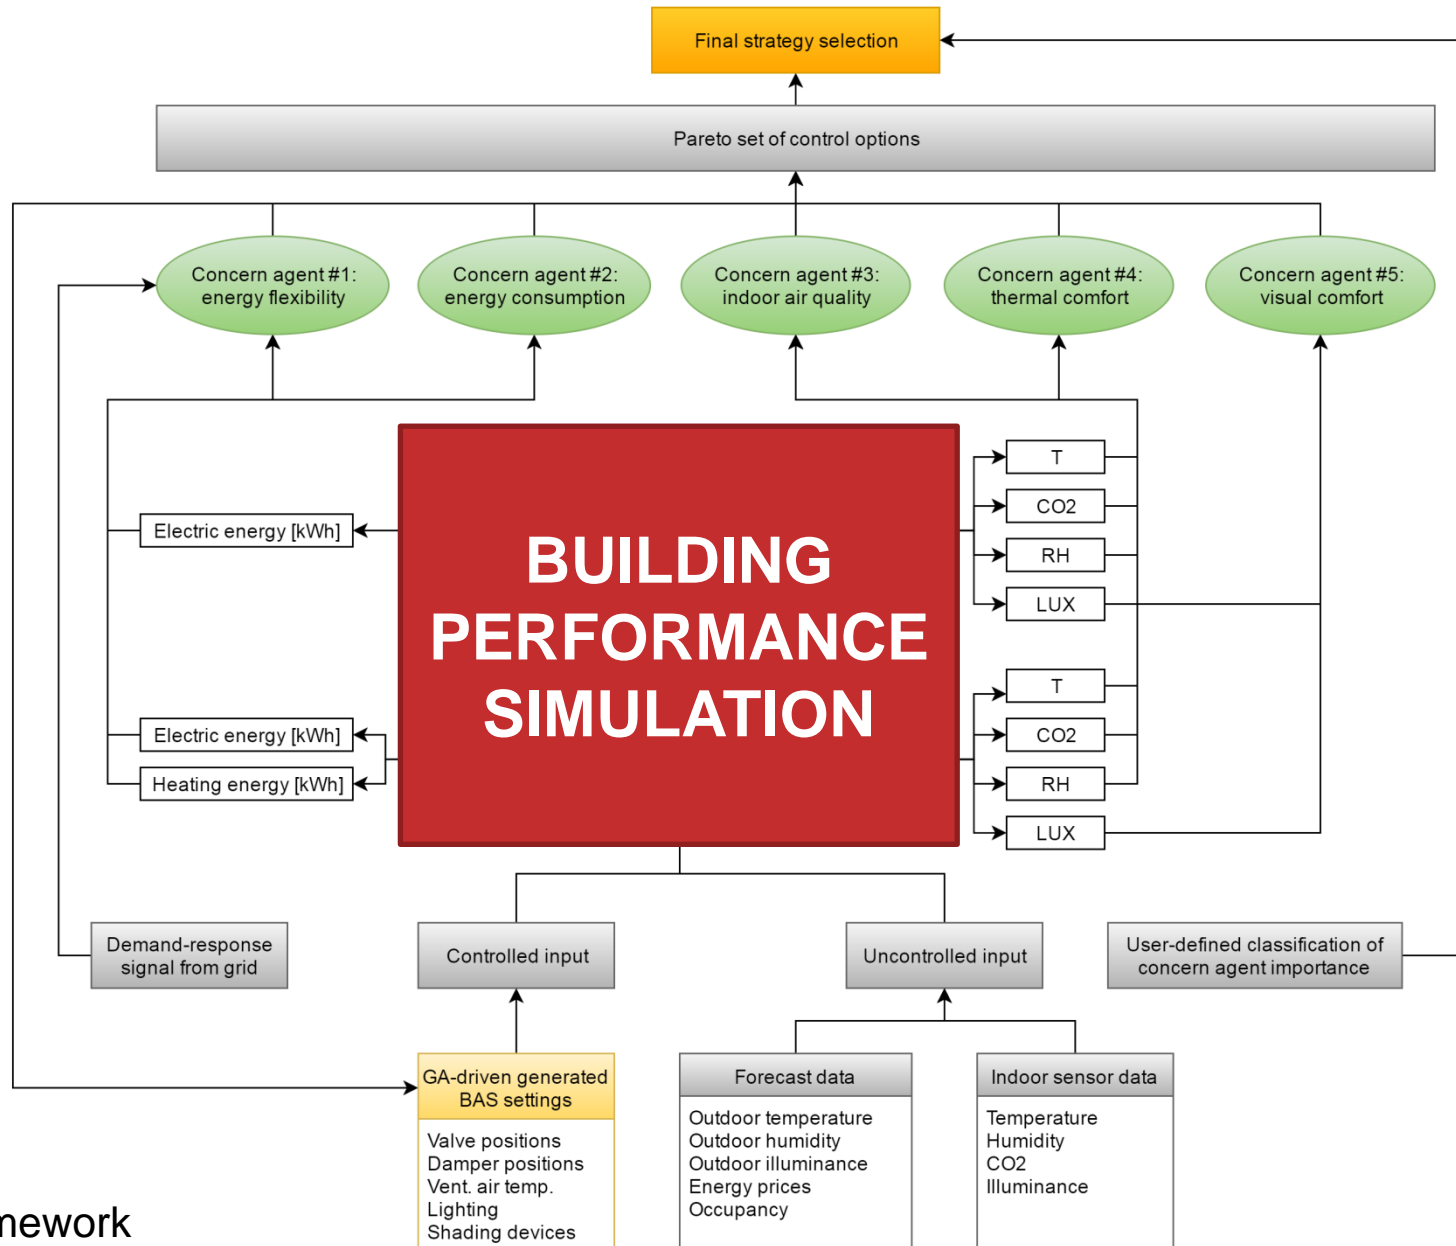 Final strategy selection
Pareto set of control options
Concern agent #1:
energy flexibility
Concern agent #2:
energy consumption
Concern agent #3:
indoor air quality
Concern agent #4:
thermal comfort
Concern agent #5:
visual comfort
Electric energy [kWh]
Electric energy [kWh]
Heating energy [kWh]
BUILDING
PERFORMANCE
SIMULATION
T
CO2
RH
LUX
T
CO2
RH
LUX
Demand-response
signal from grid
Controlled input
Uncontrolled input
User-defined classification of
concern agent importance
GA-driven generated
BAS settings
Valve positions
Damper positions
Vent. air temp.
Lighting
Shading devices
Forecast data
Outdoor temperature
Outdoor humidity
Outdoor illuminance
Energy prices
Occupancy
Indoor sensor data
Temperature
Humidity
CO2
Illuminance